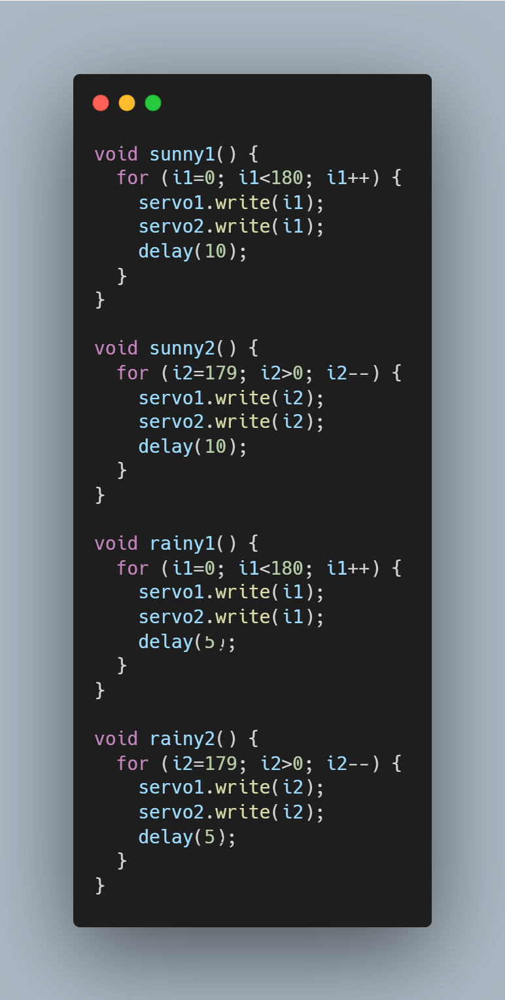 void sunny1() {
  for (i1=0; i1<180; i1++) {
    servo1.write(i1);
    servo2.write(i1);
    delay(10);
  }
}

void sunny2() {
  for (i2=179; i2>0; i2--) {
    servo1.write(i2);
    servo2.write(i2);
    delay(10);
  }
}

void rainy1() {
  for (i1=0; i1<180; i1++) {
    servo1.write(i1);
    servo2.write(i1);
    delay(5);
  }
}

void rainy2() {
  for (i2=179; i2>0; i2--) {
    servo1.write(i2);
    servo2.write(i2);
    delay(5);
  }
}